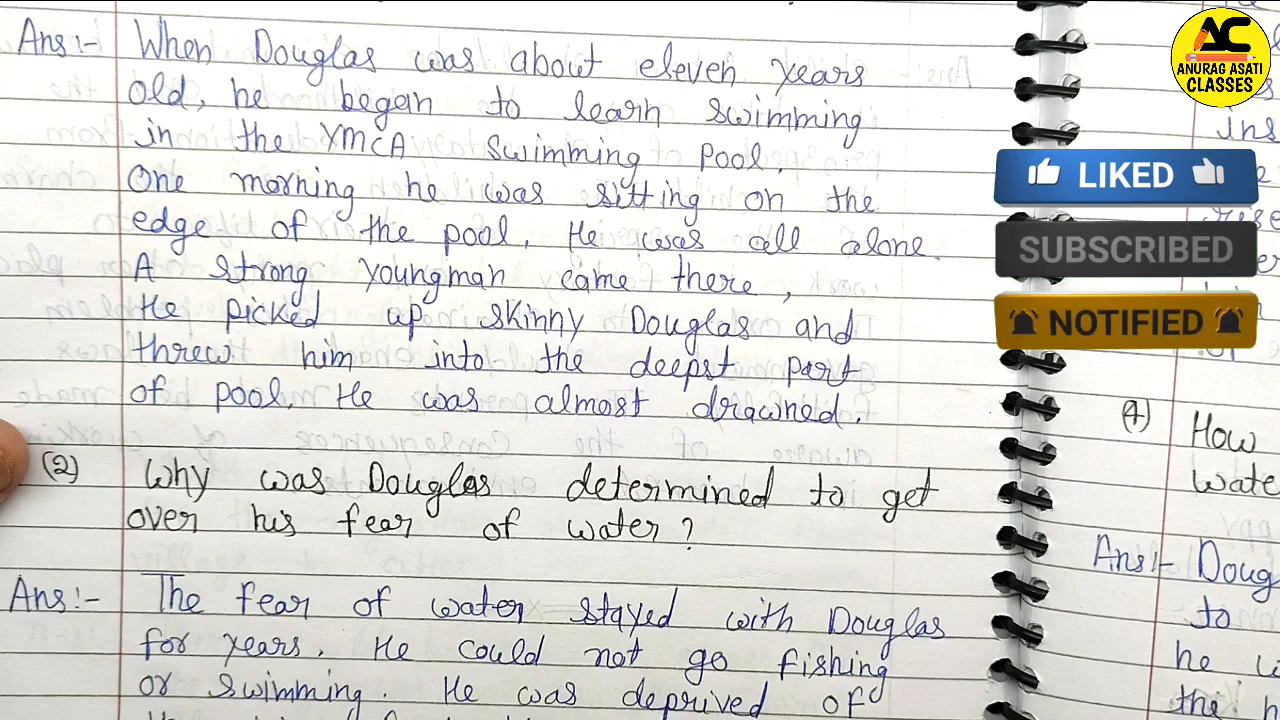 Ans:- When Douglas was about eleven years
old, he began to learn swimming
in the YMCA swimming pool.
One morning he was sitting on the
edge of the pool. He was all alone.
A strong youngman came there,
He picked up skinny Douglas and
threw him into the deepst part
of pool. He was almost drawned.
(2) Why was Douglas determined to get
over his fear of water?
Ans:- The fear of water stayed with Douglas
for years. He could not go fishing
or swimming. He was deprived of
AC
ANURAG ASATI
CLASSES
LIKED
SUBSCRIBED
NOTIFIED
4) How
wate
Ans:- Doug
to
he
the h